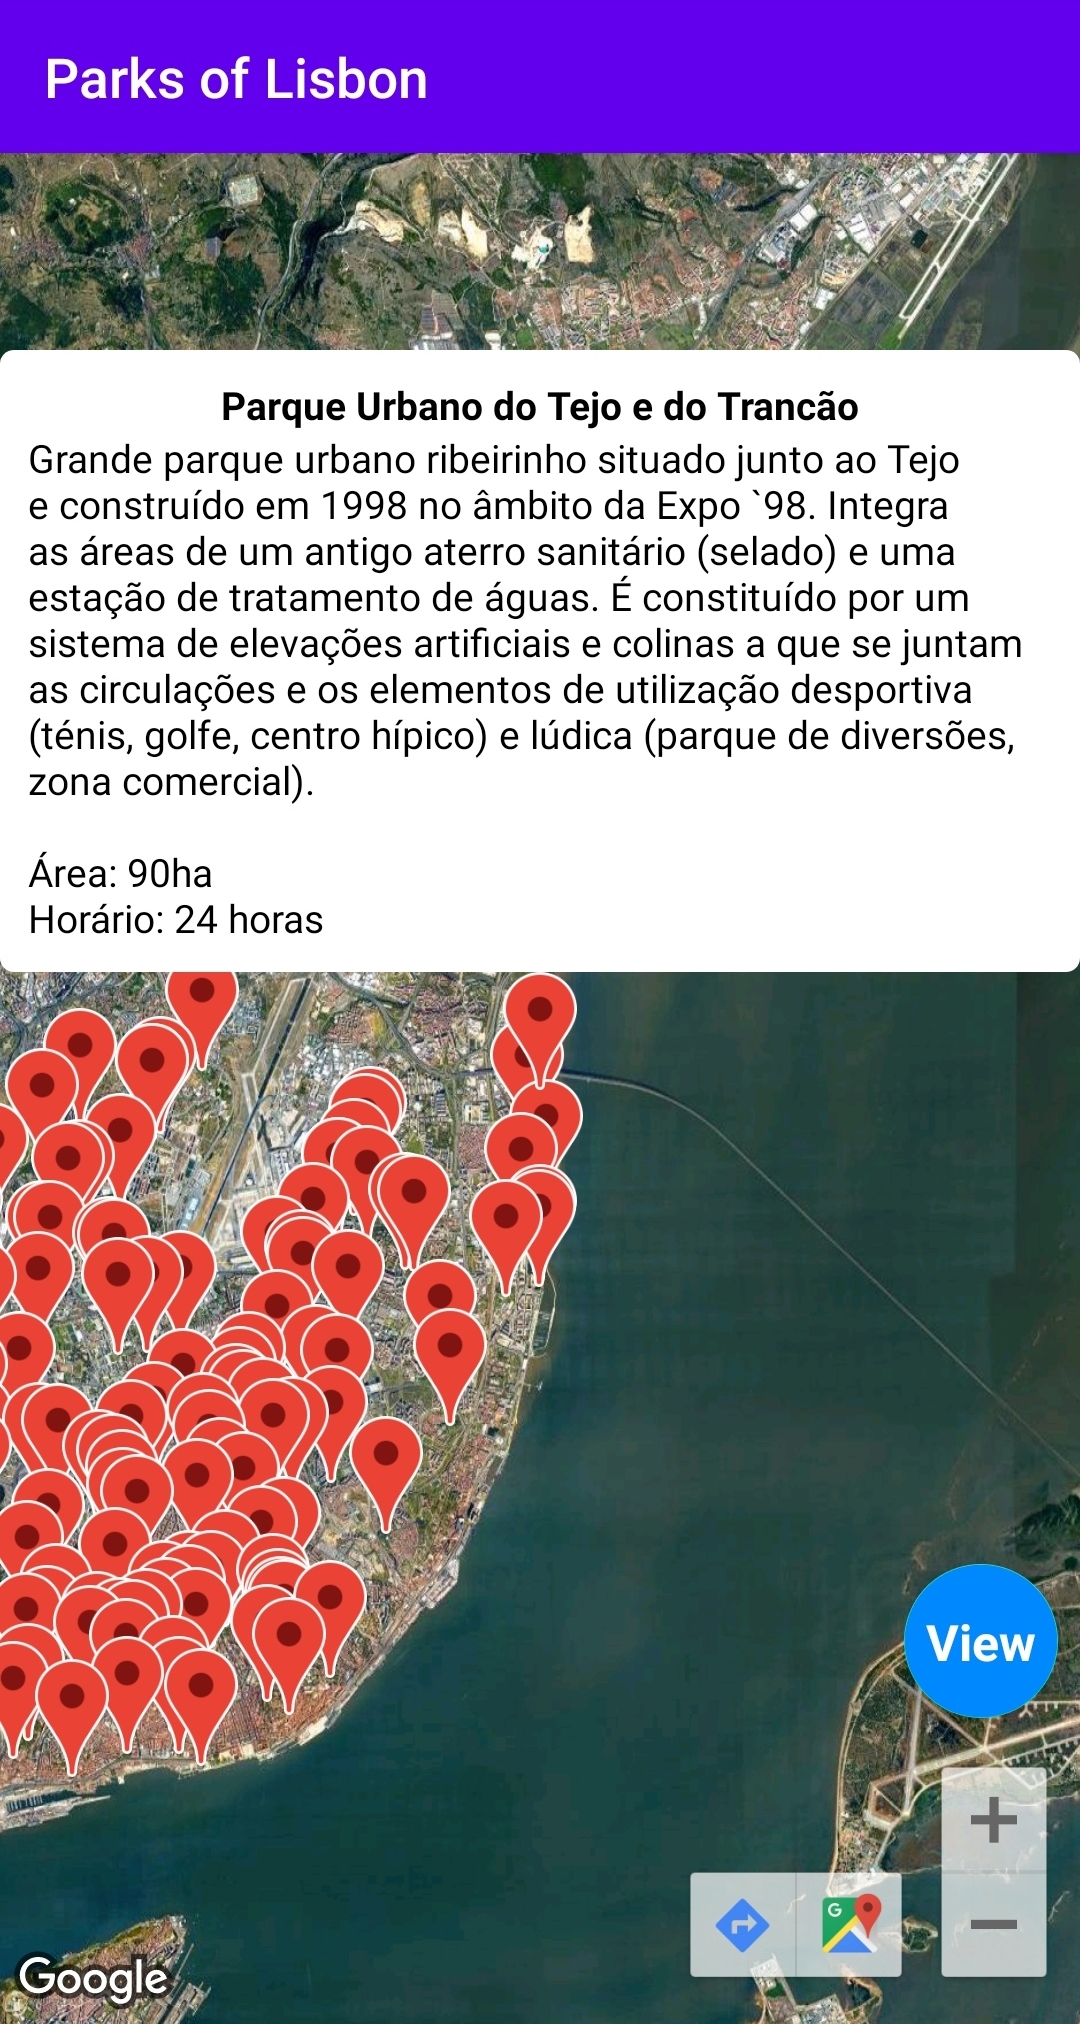 Parks of Lisbon
Parque Urbano do Tejo e do Trancão
Grande parque urbano ribeirinho situado junto ao Tejo
e construído em 1998 no âmbito da Expo `98. Integra
as áreas de um antigo aterro sanitário (selado) e uma
estação de tratamento de águas. É constituído por um
sistema de elevações artificiais e colinas a que se juntam
as circulações e os elementos de utilização desportiva
(ténis, golfe, centro hípico) e lúdica (parque de diversões,
zona comercial).
Área: 90ha
Horário: 24 horas
View
+
G
−
Google